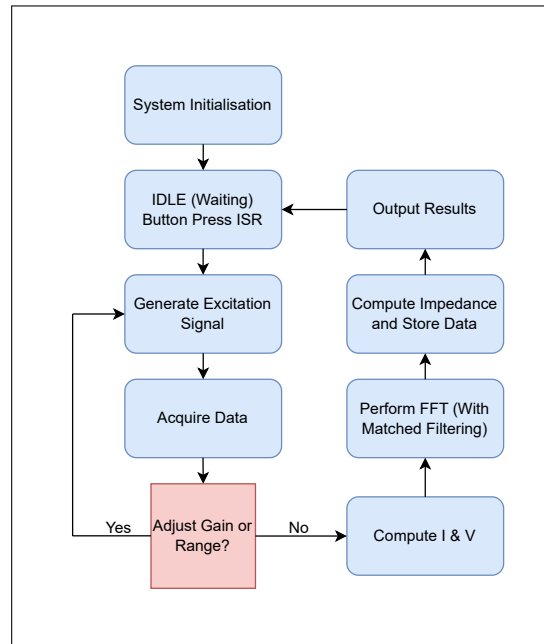 System Initialisation
IDLE (Waiting)
Button Press ISR
Generate Excitation
Signal
Acquire Data
Adjust Gain or
Range?
Yes
No
Compute I & V
Perform FFT (With
Matched Filtering)
Compute Impedance
and Store Data
Output Results